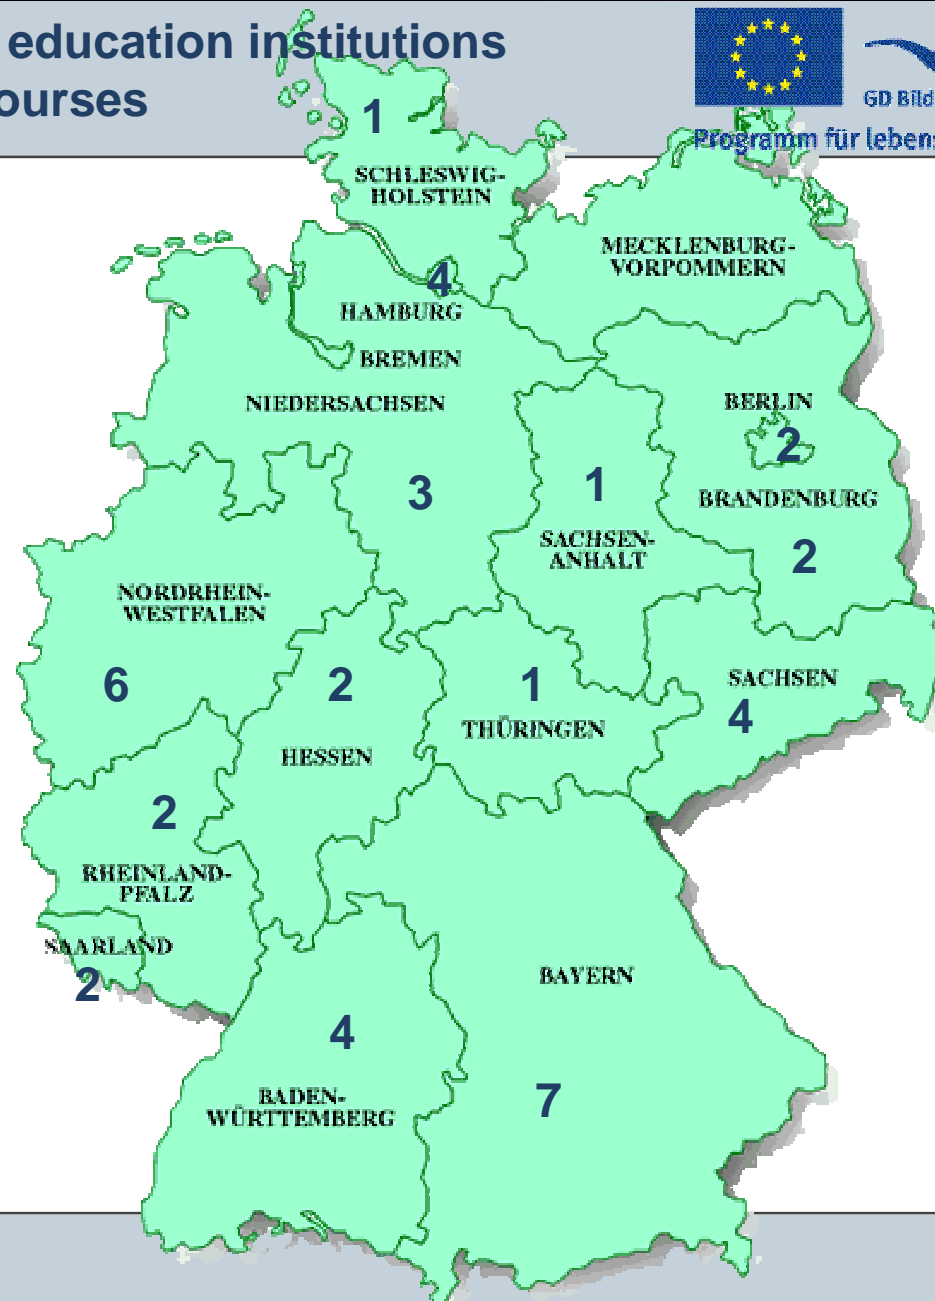 education institutions
ourses
GD Bild
Programm für lebens
1
SCHLESWIG-
HOLSTEIN
MECKLENBURG-
VORPOMMERN
4
HAMBURG
BREMEN
NIEDERSACHSEN
BERLIN
2
3
1
BRANDENBURG
SACHSEN-
ANHALT
2
NORDRHEIN-
WESTFALEN
6
2
1
SACHSEN
4
THÜRINGEN
HESSEN
2
RHEINLAND-
PFALZ
SAARLAND
2
BAYERN
4
BADEN-
WÜRTTEMBERG
7